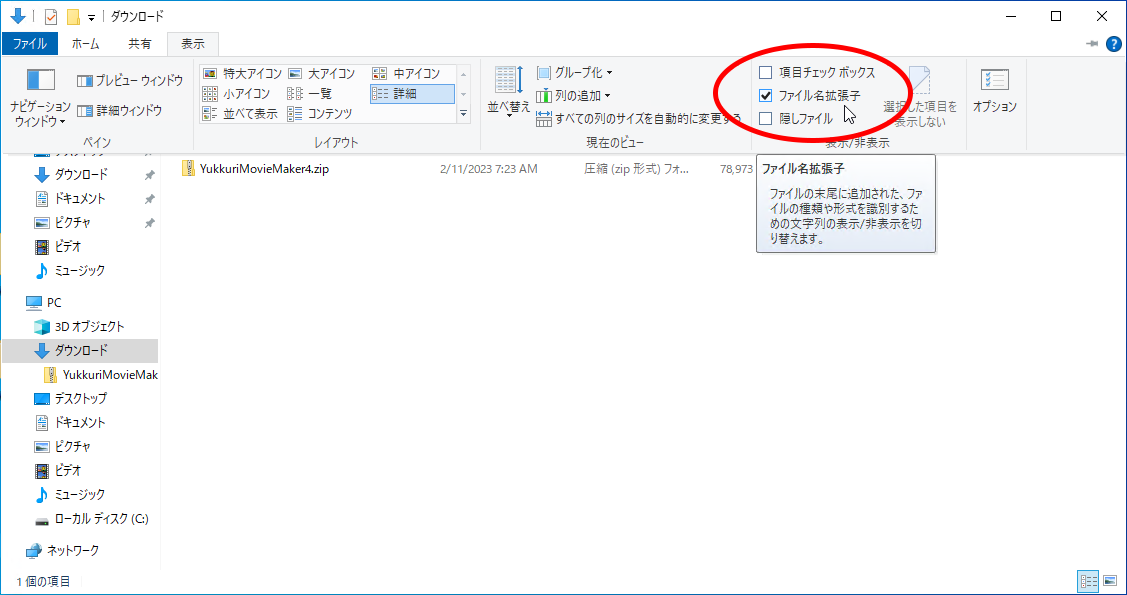 ダウンロード
ファイル
ホーム
共有
表示
ナビゲーション
ウィンドウ
プレビュー ウィンドウ
詳細ウィンドウ
ペイン
特大アイコン
大アイコン
中アイコン
小アイコン
一覧
詳細
並べて表示
コンテンツ
レイアウト
並べ替え
グループ化
列の追加
すべての列のサイズを自動的に変更する
現在のビュー
項目チェック ボックス
ファイル名拡張子
隠しファイル
選択した項目を
表示しない
表示/非表示
オプション
デスクトップ
ダウンロード
ドキュメント
ピクチャ
ビデオ
ミュージック
PC
3D オブジェクト
ダウンロード
YukkuriMovieMak
デスクトップ
ドキュメント
ピクチャ
ビデオ
ミュージック
ローカル ディスク (C:)
ネットワーク
YukkuriMovieMaker4.zip
2/11/2023 7:23 AM
圧縮 (zip 形式) フォ...
78,973
ファイル名拡張子
ファイルの末尾に追加された、ファ
イルの種類や形式を識別するた
めの文字列の表示/非表示を切
り替えます。
1 個の項目